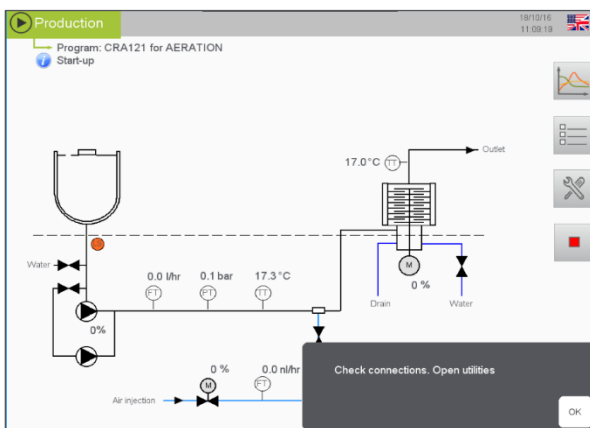 Production
18/10/16
11:09:19
Program: CRA121 for AERATION
Start-up
Outlet
17.0°C
TT
Water
0.0 l/hr
0.1 bar
17.3 °C
FT
PT
TT
M
0 %
Drain
Water
0%
0 %
0.0 nl/hr
M
FT
Air injection
Check connections. Open utilities
OK